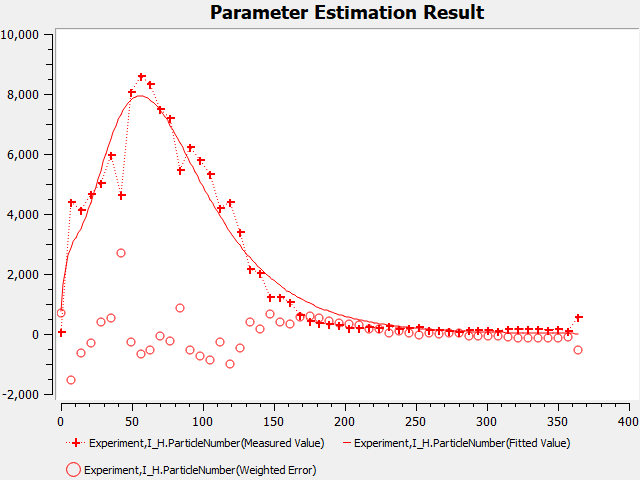 Parameter Estimation Result
10,000
8,000
6,000
4,000
2,000
0
-2,000
0 50 100 150 200 250 300 350 400
Experiment,I_H.ParticleNumber(Measured Value) Experiment,I_H.ParticleNumber(Fitted Value)
Experiment,I_H.ParticleNumber(Weighted Error)